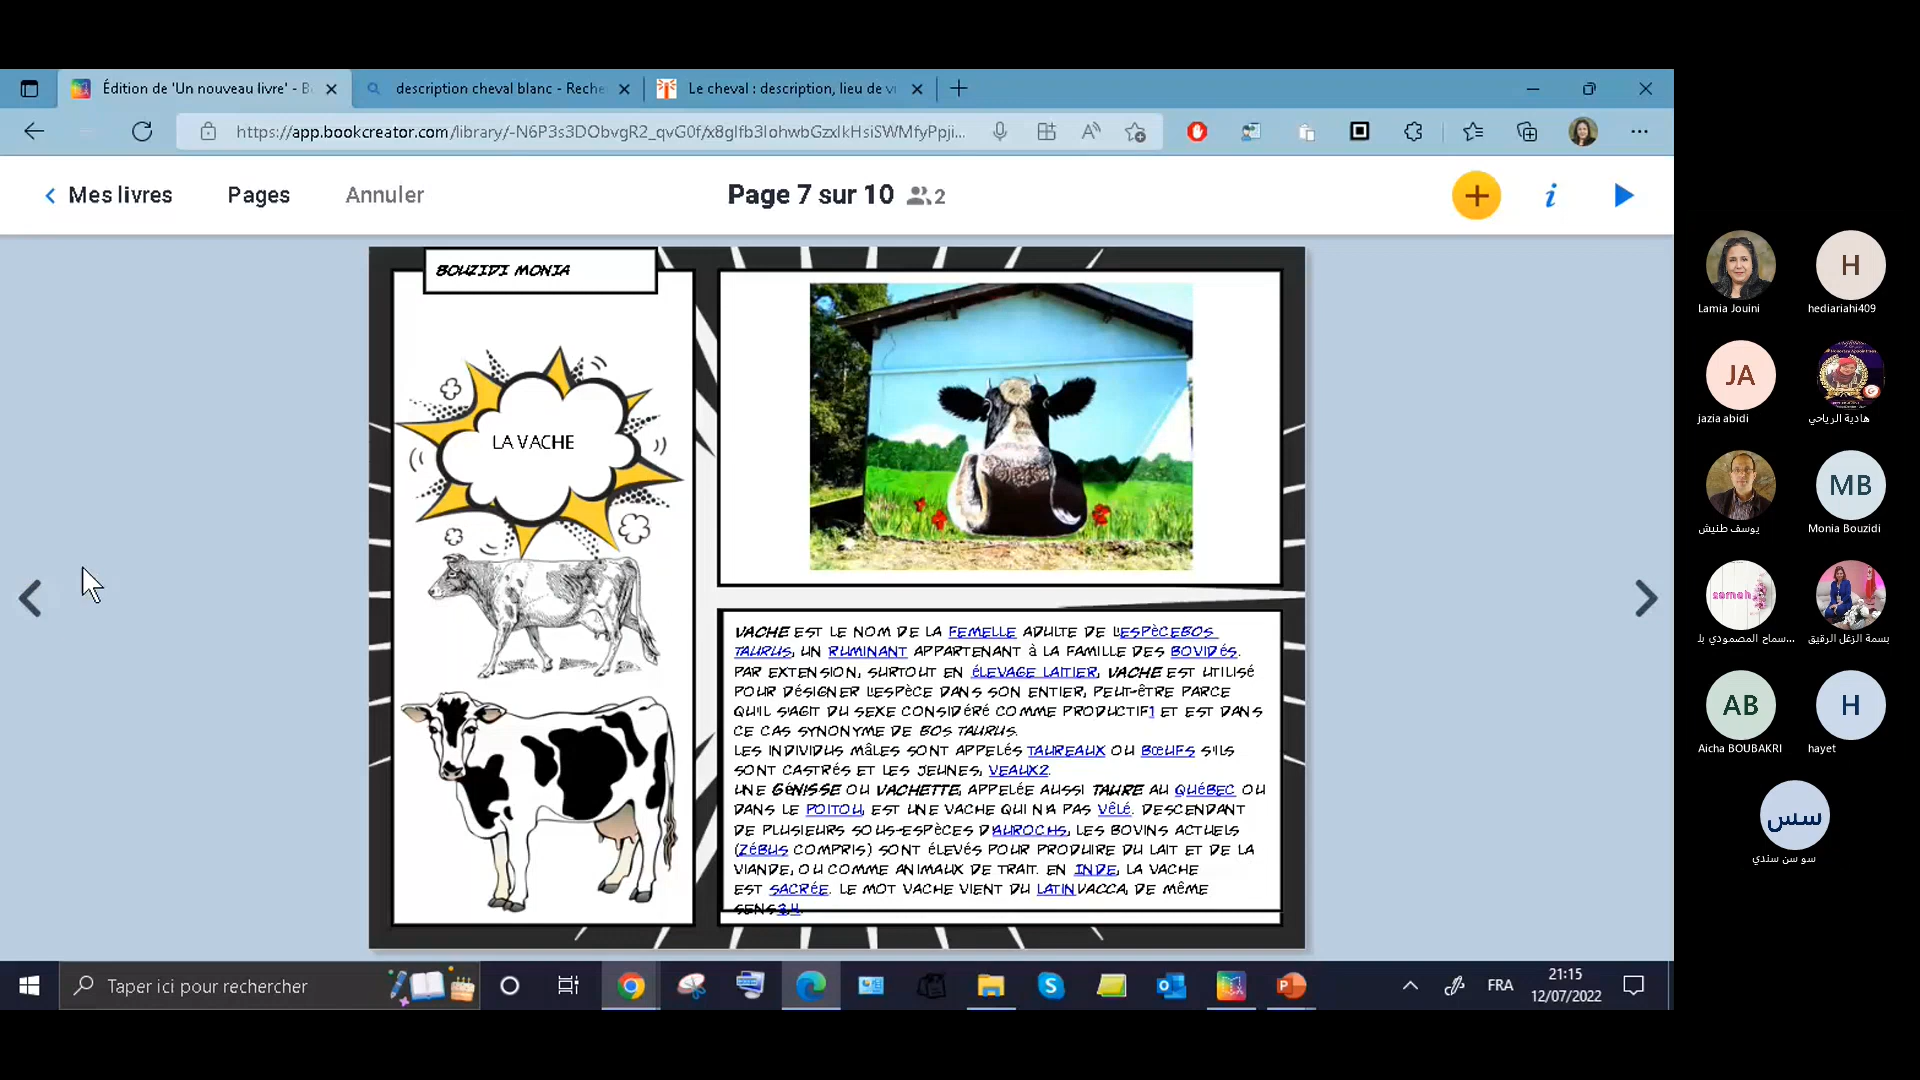 Édition de 'Un nouveau livre' - B
description cheval blanc - Reche
Le cheval : description, lieu de v
https://app.bookcreator.com/library/-N6P3s3DObvgR2_qvG0f/x8gIfb3IohwbGzxIkHsiSWMfyPpji...
Mes livres
Pages
Annuler
Page 7 sur 10
2
BOUZIDI MONIA
LA VACHE
VACHE EST LE NOM DE LA FEMELLE ADULTE DE L'ESPÈCEBOS
TAURUS, UN RUMINANT APPARTENANT À LA FAMILLE DES BOVIDÉS.
PAR EXTENSION, SURTOUT EN ÉLEVAGE LAITIER, VACHE EST UTILISÉ
POUR DÉSIGNER L'ESPÈCE DANS SON ENTIER, PEUT-ÊTRE PARCE
QU'IL S'AGIT DU SEXE CONSIDÉRÉ COMME PRODUCTIF1 ET EST DANS
CE CAS SYNONYME DE BOS TAURUS.
LES INDIVIDUS MÂLES SONT APPELÉS TAUREAUX OU BŒUFS S'ILS
SONT CASTRÉS ET LES JEUNES, VEAUX2.
UNE GÉNISSE OU VACHETTE, APPELÉE AUSSI TAURE AU QUÉBEC OU
DANS LE POITOU, EST UNE VACHE QUI N'A PAS VÊLÉ. DESCENDANT
DE PLUSIEURS SOUS-ESPÈCES D'AUROCHS, LES BOVINS ACTUELS
(ZÉBUS COMPRIS) SONT ÉLEVÉS POUR PRODUIRE DU LAIT ET DE LA
VIANDE, OU COMME ANIMAUX DE TRAIT. EN INDE, LA VACHE
EST SACRÉE. LE MOT VACHE VIENT DU LATINVACCA, DE MÊME
SENS3,4.
Lamia Jouini
H
hediariahi409
JA
jazia abidi
هادية الرياحي
يوسف طنيش
MB
Monia Bouzidi
samah
سماح المصمودي بل...
بسمة الزغل الرقيق
AB
Aicha BOUBAKRI
H
hayet
سس
سو سن سندي
Taper ici pour rechercher
FRA
21:15
12/07/2022